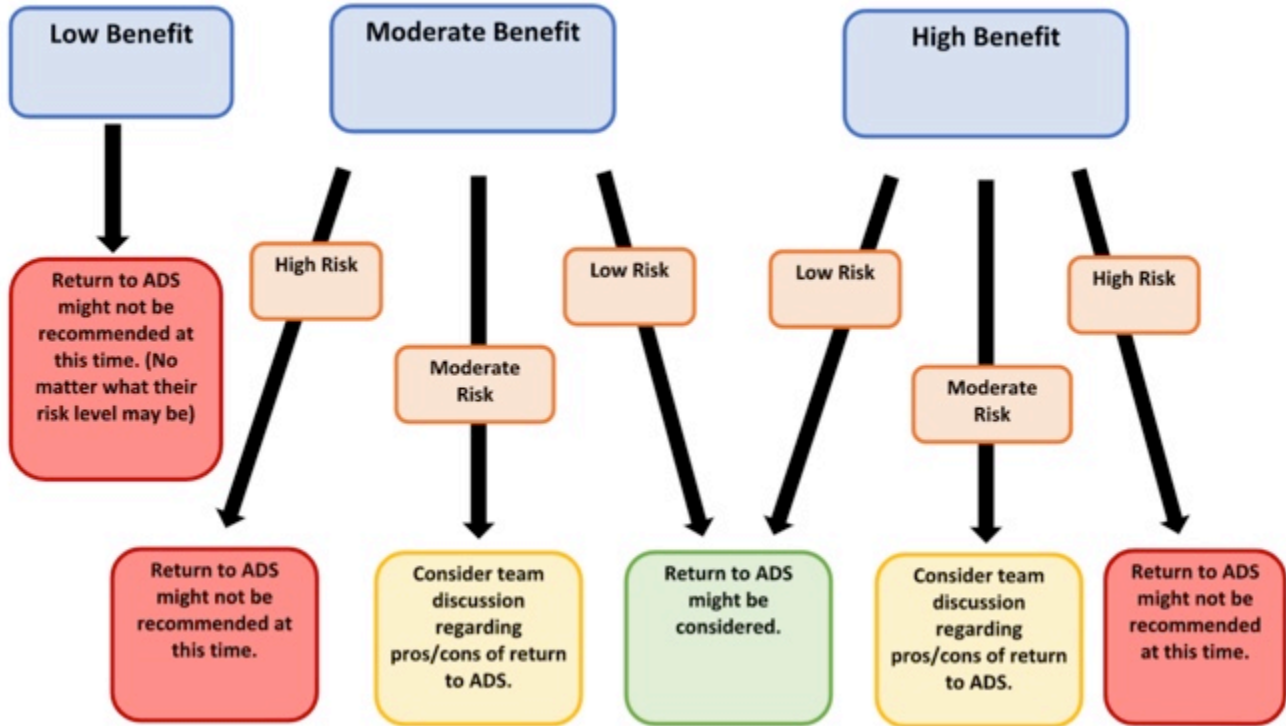 Low Benefit
Moderate Benefit
High Benefit
High Risk
Low Risk
Low Risk
High Risk
Return to ADS
might not be
recommended at
this time. (No
matter what their
risk level may be)
Moderate
Risk
Moderate
Risk
Return to ADS
might not be
recommended at
this time.
Consider team
discussion
regarding
pros/cons of return
to ADS.
Return to ADS
might be
considered.
Consider team
discussion
regarding
pros/cons of return
to ADS.
Return to ADS
might not be
recommended
at this time.